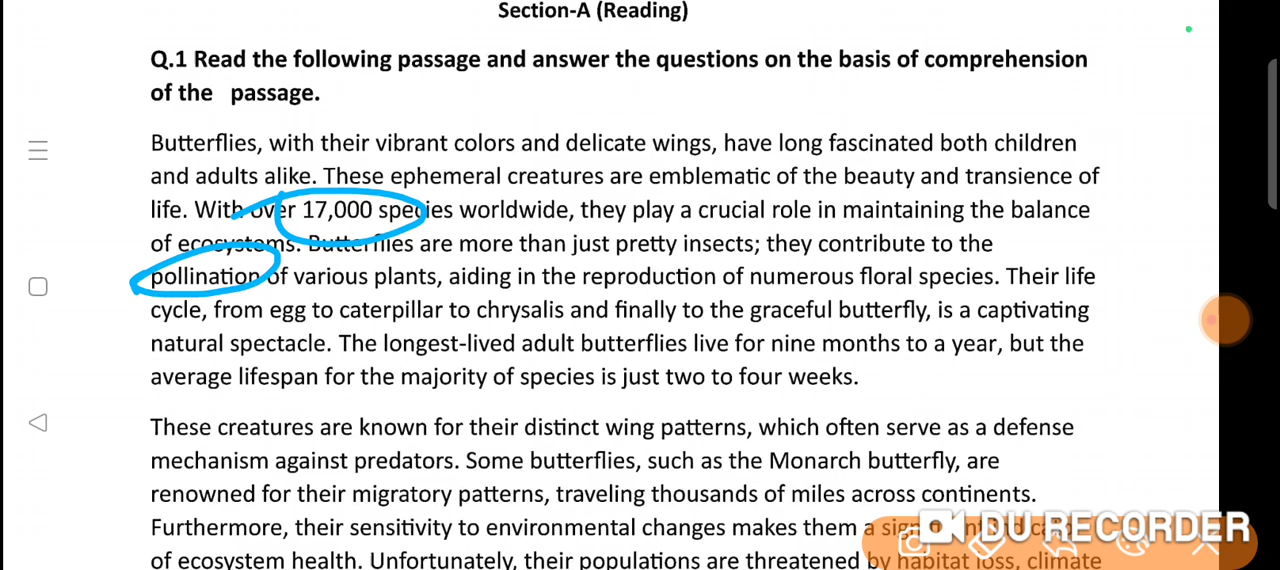 Section-A (Reading)
Q.1 Read the following passage and answer the questions on the basis of comprehension
of the passage.
Butterflies, with their vibrant colors and delicate wings, have long fascinated both children
and adults alike. These ephemeral creatures are emblematic of the beauty and transience of
life. With over 17,000 species worldwide, they play a crucial role in maintaining the balance
of ecosystems. Butterflies are more than just pretty insects; they contribute to the
pollination of various plants, aiding in the reproduction of numerous floral species. Their life
cycle, from egg to caterpillar to chrysalis and finally to the graceful butterfly, is a captivating
natural spectacle. The longest-lived adult butterflies live for nine months to a year, but the
average lifespan for the majority of species is just two to four weeks.
These creatures are known for their distinct wing patterns, which often serve as a defense
mechanism against predators. Some butterflies, such as the Monarch butterfly, are
renowned for their migratory patterns, traveling thousands of miles across continents.
Furthermore, their sensitivity to environmental changes makes them a
of ecosystem health. Unfortunately, their populations are threatened by habitat loss, climate
DU RECORDER